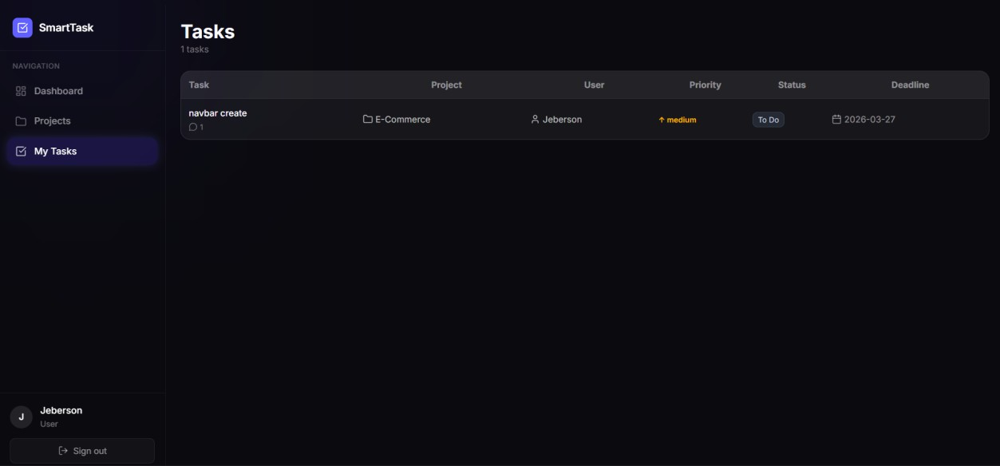 SmartTask
NAVIGATION
Dashboard
Projects
My Tasks
Tasks
1 tasks
Task Project User Priority Status Deadline
navbar create
1
E-Commerce
Jeberson
↑ medium
To Do
2026-03-27
J
Jeberson
User
Sign out